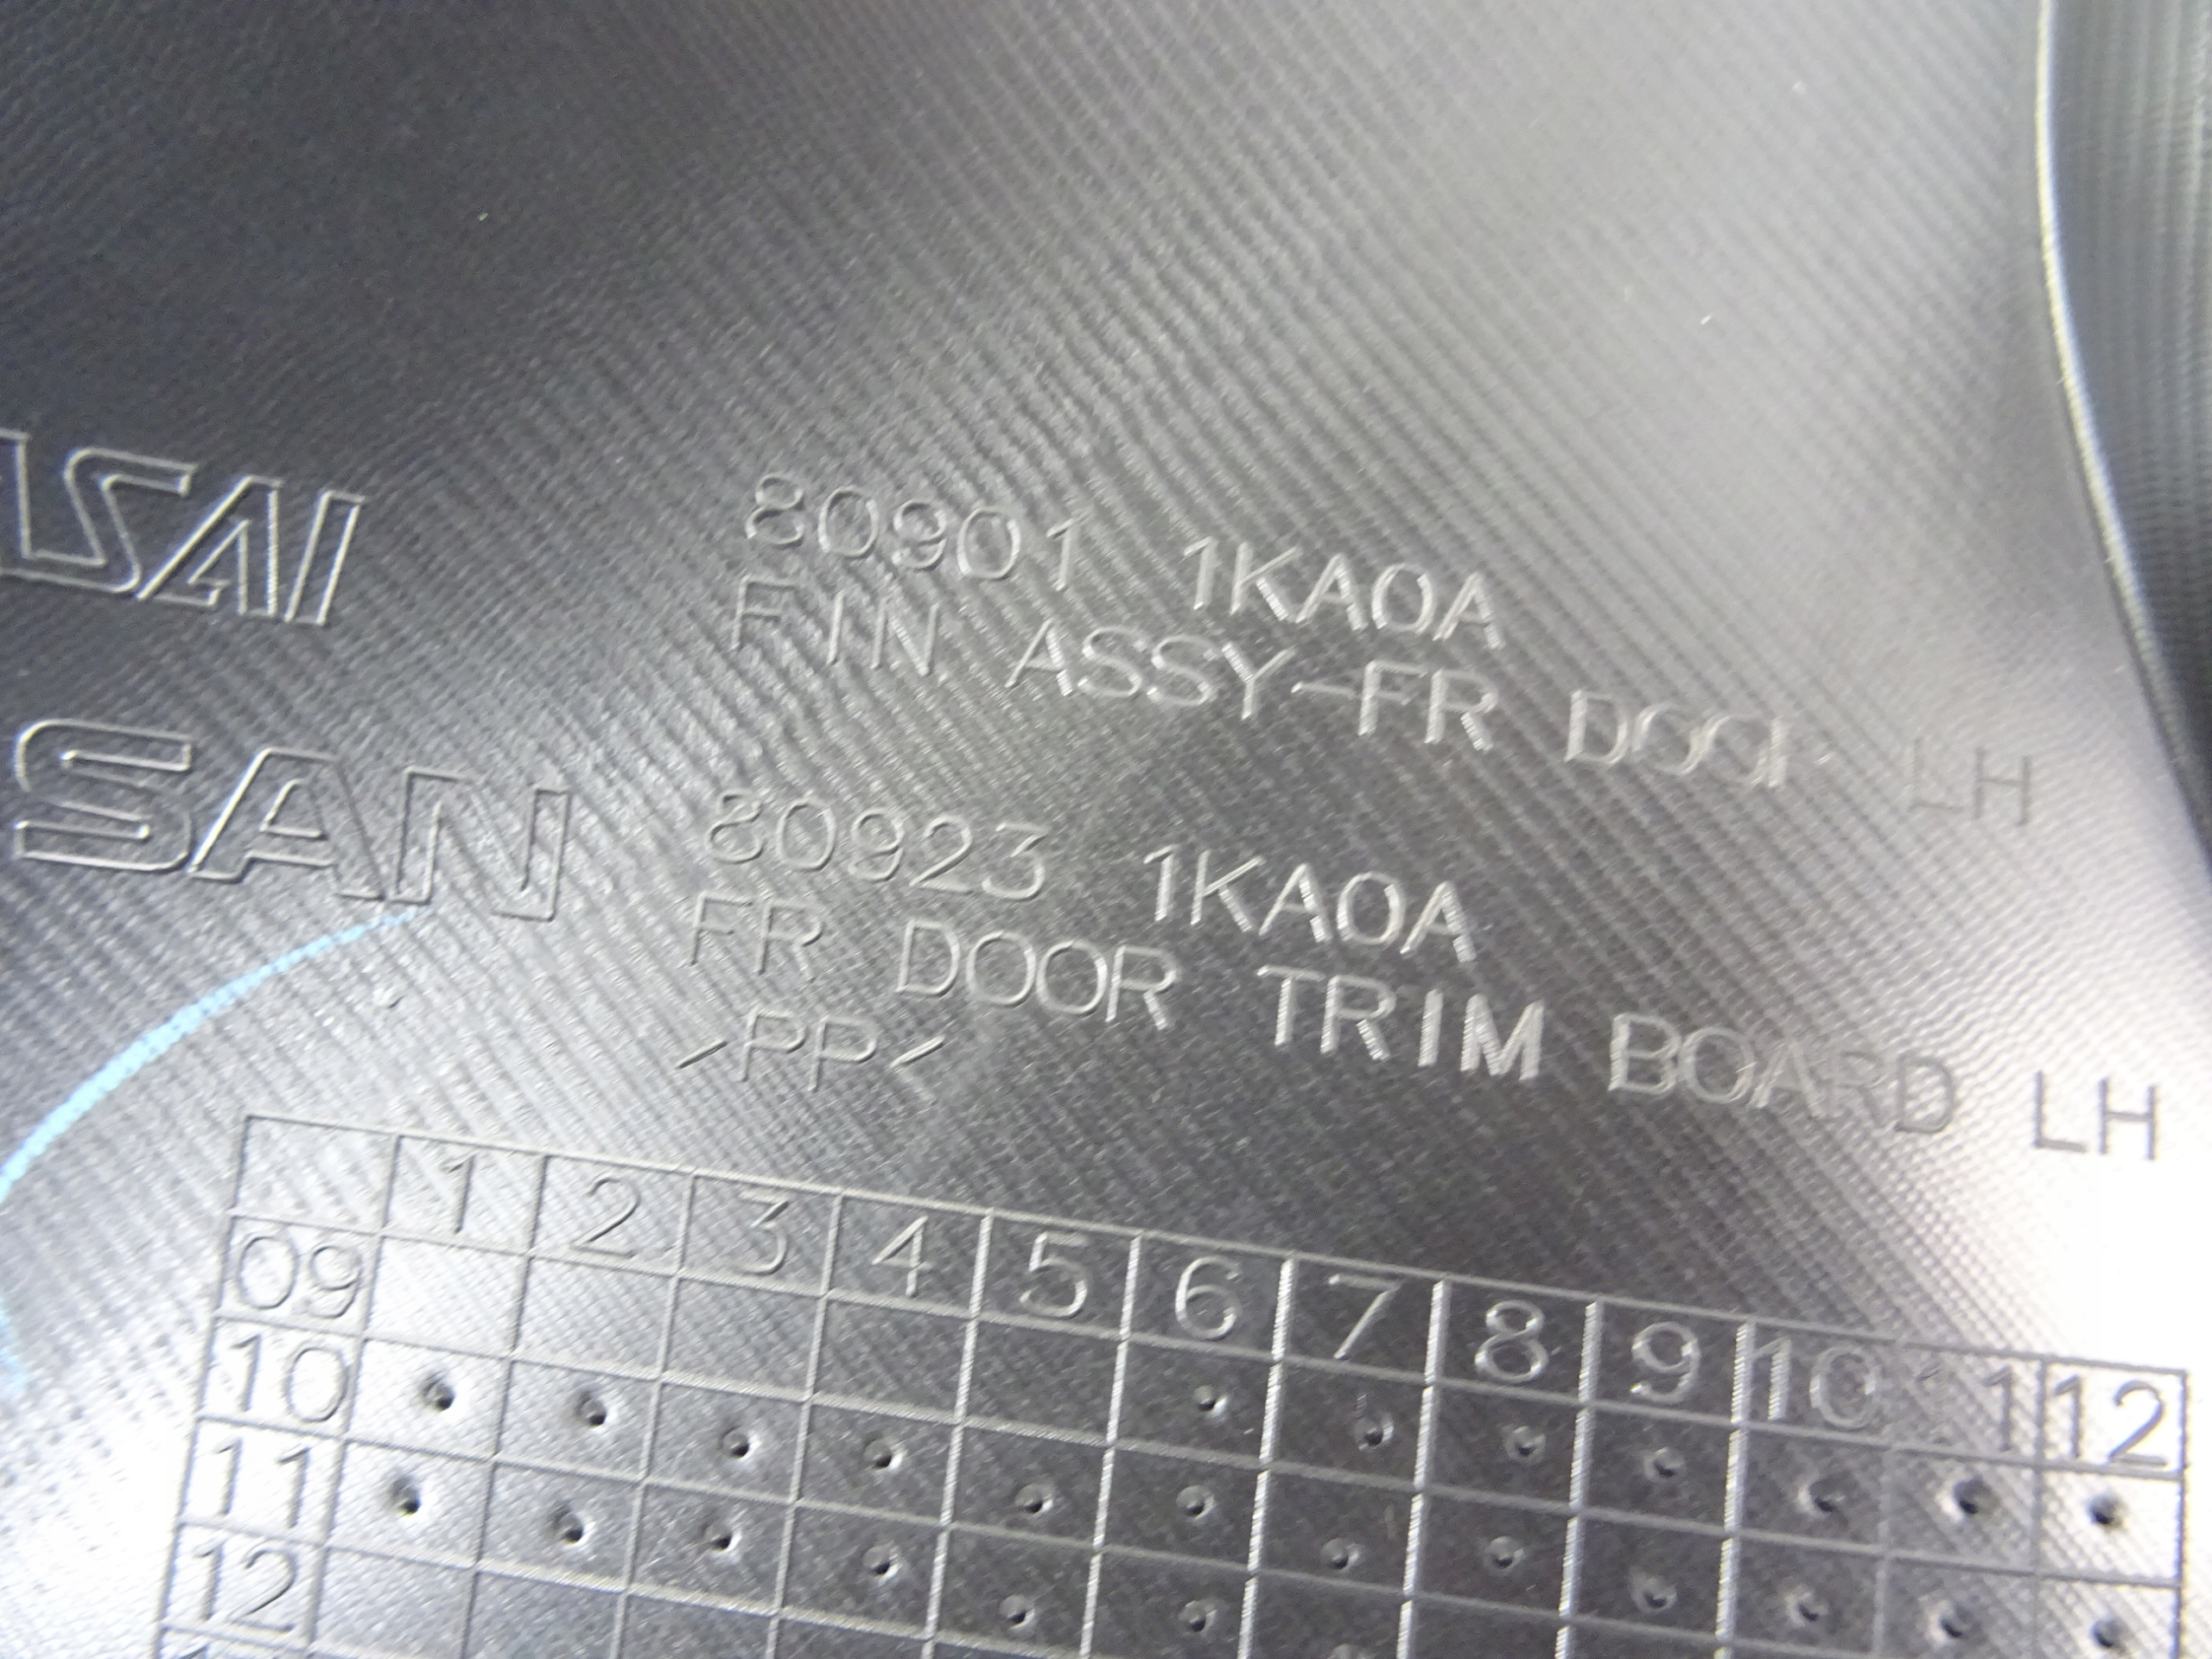 SAI
80901 1KA0A
FIN ASSY-FR DOOR LH
SAN
80923 1KA0A
FR DOOR TRIM BOARD LH
>PP<
1 2 3 4 5 6 7 8 9 10 11 12
09
10
11
12